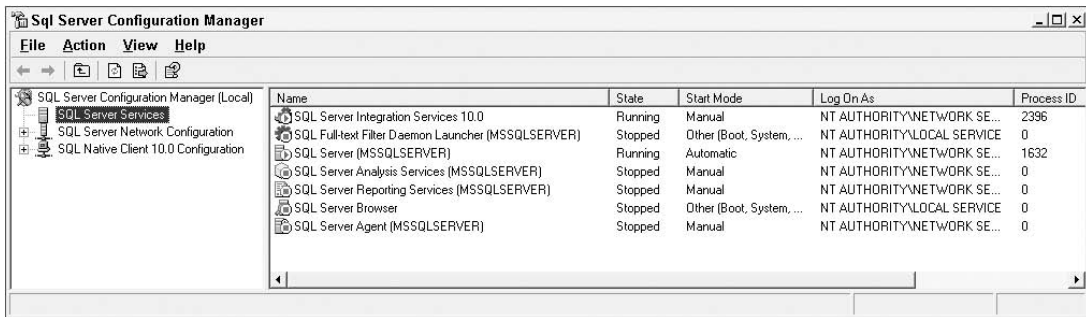 Sql Server Configuration Manager
File Action View Help
SQL Server Configuration Manager (Local)
SQL Server Services
SQL Server Network Configuration
SQL Native Client 10.0 Configuration
Name State Start Mode Log On As Process ID
SQL Server Integration Services 10.0 Running Manual NT AUTHORITY\NETWORK SE... 2396
SQL Full-text Filter Daemon Launcher (MSSQLSERVER) Stopped Other (Boot, System, ... NT AUTHORITY\LOCAL SERVICE 0
SQL Server (MSSQLSERVER) Running Automatic NT AUTHORITY\NETWORK SE... 1632
SQL Server Analysis Services (MSSQLSERVER) Stopped Manual NT AUTHORITY\NETWORK SE... 0
SQL Server Reporting Services (MSSQLSERVER) Stopped Manual NT AUTHORITY\NETWORK SE... 0
SQL Server Browser Stopped Other (Boot, System, ... NT AUTHORITY\LOCAL SERVICE 0
SQL Server Agent (MSSQLSERVER) Stopped Manual NT AUTHORITY\NETWORK SE... 0